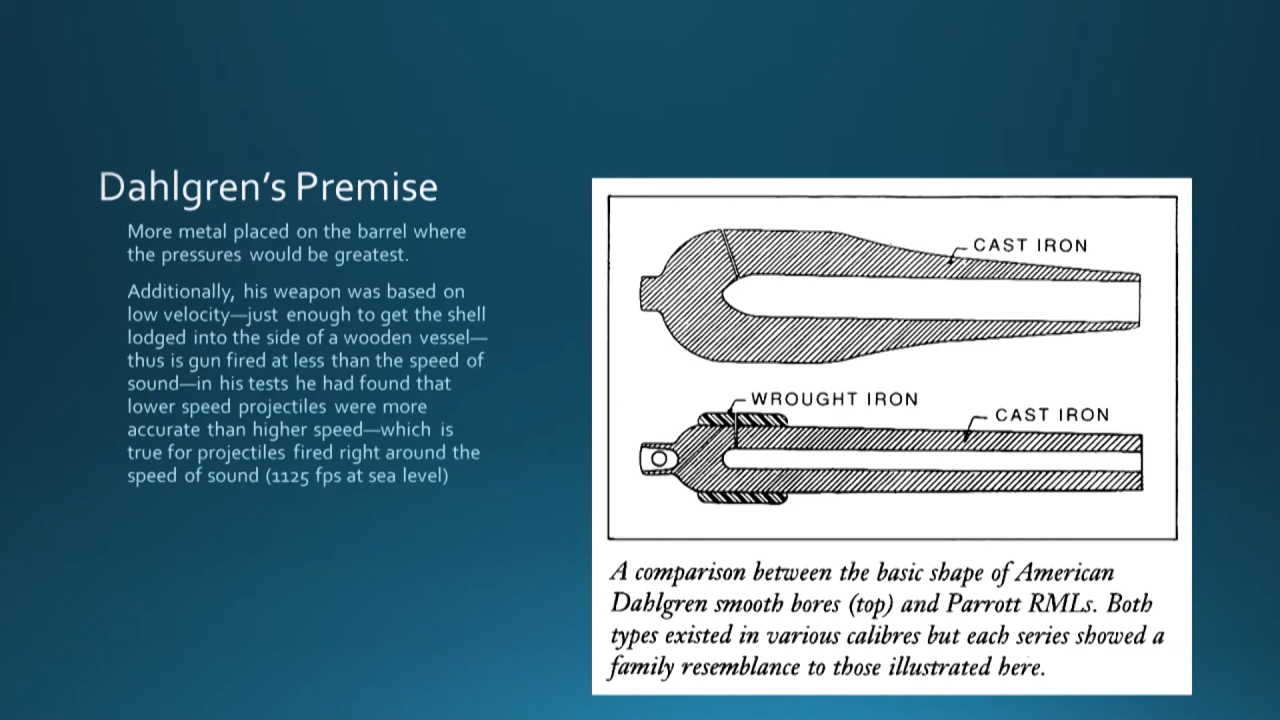 Dahlgren's Premise
More metal placed on the barrel where
the pressures would be greatest.
Additionally, his weapon was based on
low velocity—just enough to get the shell
lodged into the side of a wooden vessel—
thus is gun fired at less than the speed of
sound—in his tests he had found that
lower speed projectiles were more
accurate than higher speed—which is
true for projectiles fired right around the
speed of sound (1125 fps at sea level)
CAST IRON
WROUGHT IRON
CAST IRON
A comparison between the basic shape of American
Dahlgren smooth bores (top) and Parrott RMLs. Both
types existed in various calibres but each series showed a
family resemblance to those illustrated here.